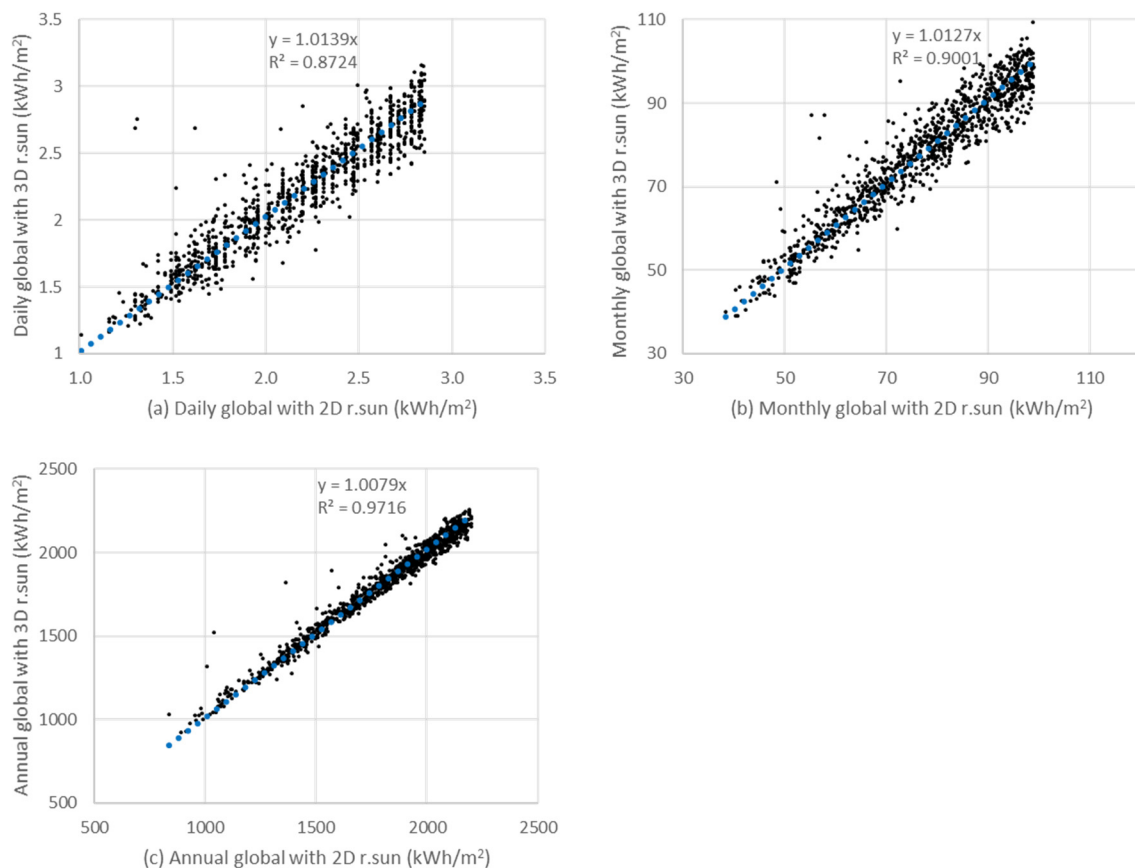 y = 1.0139x
R² = 0.8724
Daily global with 3D r.sun (kWh/m²)
3.5
3
2.5
2
1.5
1
1.0 1.5 2.0 2.5 3.0 3.5
(a) Daily global with 2D r.sun (kWh/m²)
y = 1.0127x
R² = 0.9001
Monthly global with 3D r.sun (kWh/m²)
110
90
70
50
30
30 50 70 90 110
(b) Monthly global with 2D r.sun (kWh/m²)
y = 1.0079x
R² = 0.9716
Annual global with 3D r.sun (kWh/m²)
2500
2000
1500
1000
500
500 1000 1500 2000 2500
(c) Annual global with 2D r.sun (kWh/m²)